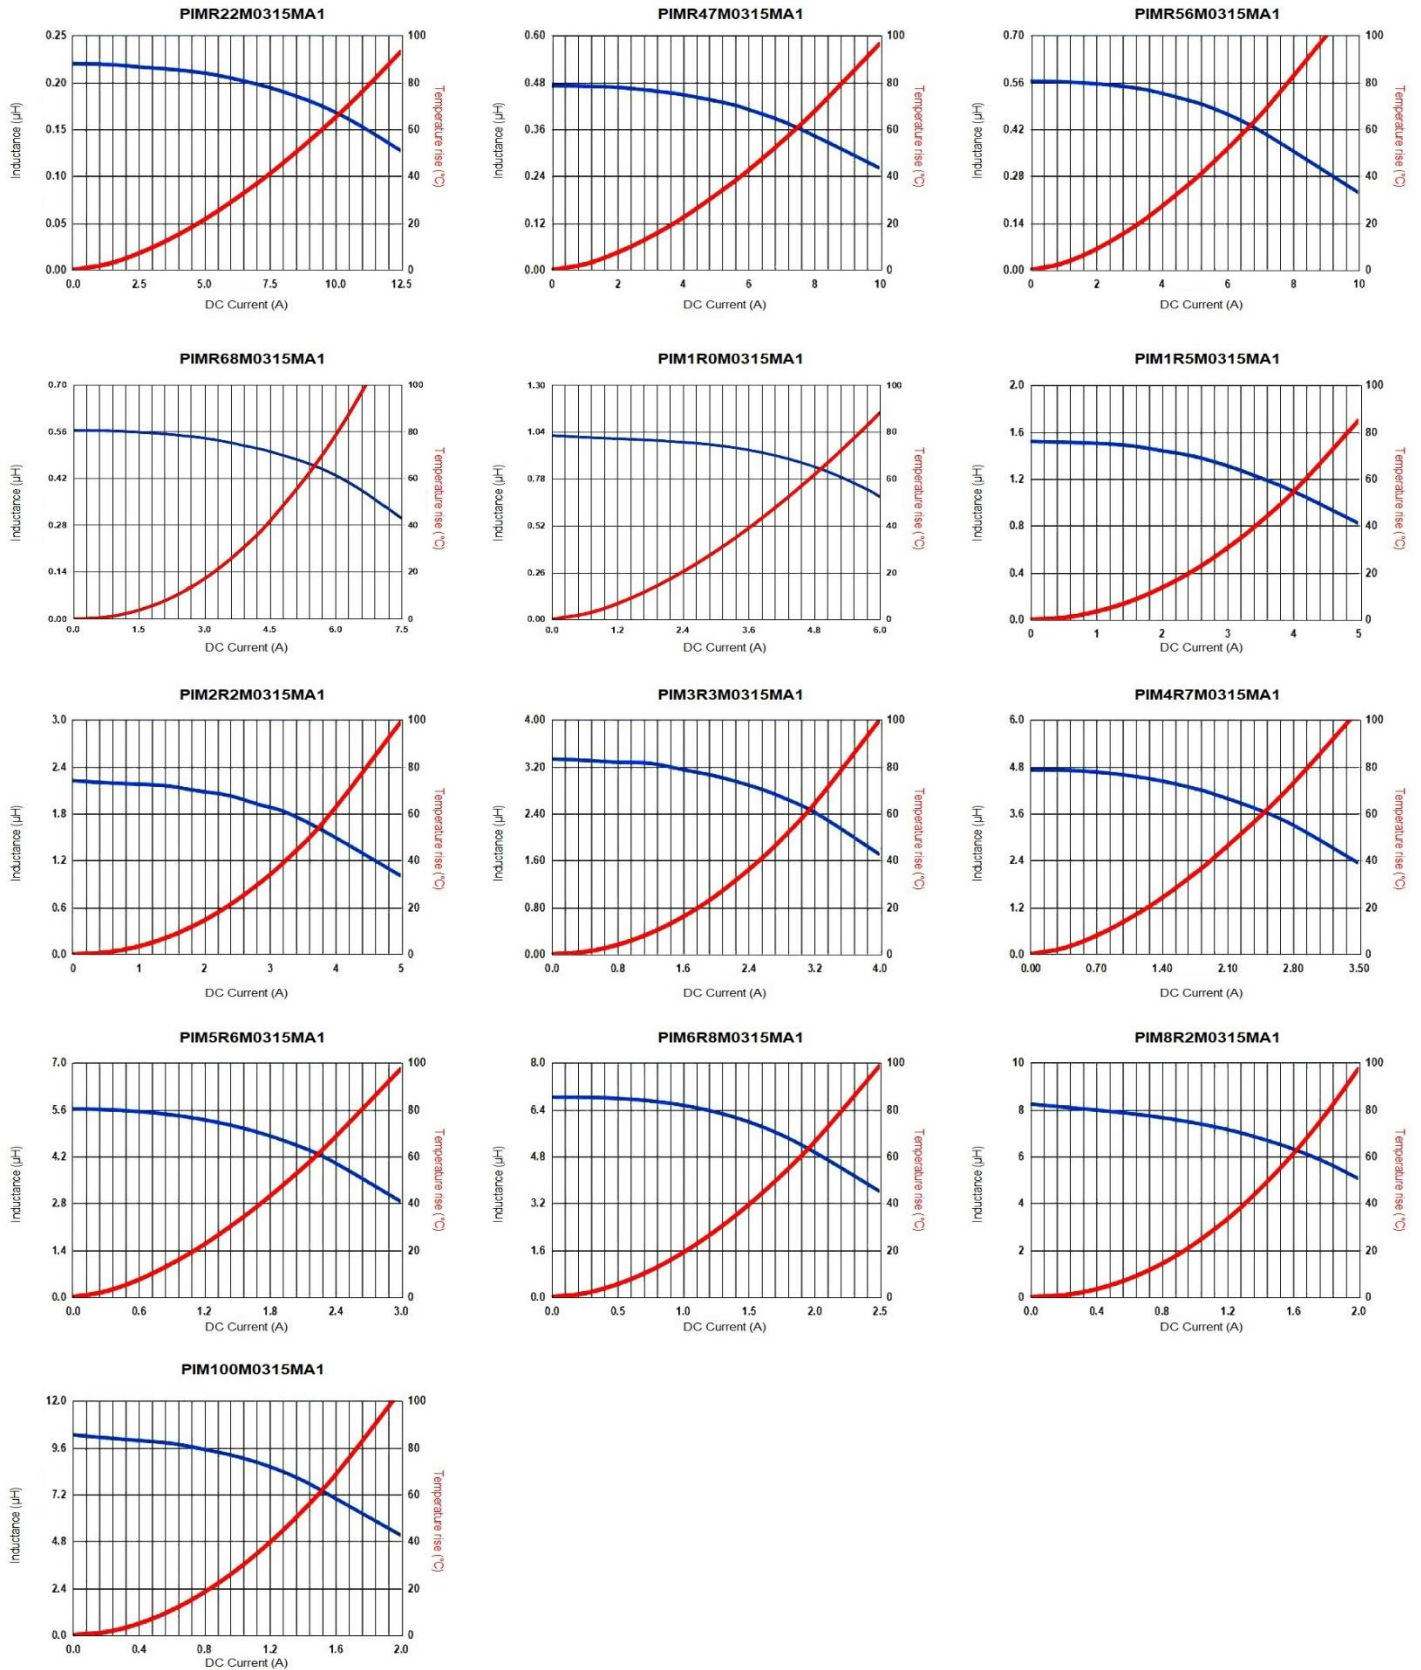 PIMR22M0315MA1
0.25
0.20
0.15
0.10
0.05
0.00
100
80
60
40
20
0
0.0 2.5 5.0 7.5 10.0 12.5
Inductance (µH)
Temperature rise (°C)
DC Current (A)
PIMR47M0315MA1
0.60
0.48
0.36
0.24
0.12
0.00
100
80
60
40
20
0
0 2 4 6 8 10
Inductance (µH)
Temperature rise (°C)
DC Current (A)
PIMR56M0315MA1
0.70
0.56
0.42
0.28
0.14
0.00
100
80
60
40
20
0
0 2 4 6 8 10
Inductance (µH)
Temperature rise (°C)
DC Current (A)
PIMR68M0315MA1
0.70
0.56
0.42
0.28
0.14
0.00
100
80
60
40
20
0
0.0 1.5 3.0 4.5 6.0 7.5
Inductance (µH)
Temperature rise (°C)
DC Current (A)
PIM1R0M0315MA1
1.30
1.04
0.78
0.52
0.26
0.00
100
80
60
40
20
0
0.0 1.2 2.4 3.6 4.8 6.0
Inductance (µH)
Temperature rise (°C)
DC Current (A)
PIM1R5M0315MA1
2.0
1.6
1.2
0.8
0.4
0.0
100
80
60
40
20
0
0 1 2 3 4 5
Inductance (µH)
Temperature rise (°C)
DC Current (A)
PIM2R2M0315MA1
3.0
2.4
1.8
1.2
0.6
0.0
100
80
60
40
20
0
0 1 2 3 4 5
Inductance (µH)
Temperature rise (°C)
DC Current (A)
PIM3R3M0315MA1
4.00
3.20
2.40
1.60
0.80
0.00
100
80
60
40
20
0
0.0 0.8 1.6 2.4 3.2 4.0
Inductance (µH)
Temperature rise (°C)
DC Current (A)
PIM4R7M0315MA1
6.0
4.8
3.6
2.4
1.2
0.0
100
80
60
40
20
0
0.00 0.70 1.40 2.10 2.80 3.50
Inductance (µH)
Temperature rise (°C)
DC Current (A)
PIM5R6M0315MA1
7.0
5.6
4.2
2.8
1.4
0.0
100
80
60
40
20
0
0.0 0.6 1.2 1.8 2.4 3.0
Inductance (µH)
Temperature rise (°C)
DC Current (A)
PIM6R8M0315MA1
8.0
6.4
4.8
3.2
1.6
0.0
100
80
60
40
20
0
0.0 0.5 1.0 1.5 2.0 2.5
Inductance (µH)
Temperature rise (°C)
DC Current (A)
PIM8R2M0315MA1
10
8
6
4
2
0
100
80
60
40
20
0
0.0 0.4 0.8 1.2 1.6 2.0
Inductance (µH)
Temperature rise (°C)
DC Current (A)
PIM100M0315MA1
12.0
9.6
7.2
4.8
2.4
0.0
100
80
60
40
20
0
0.0 0.4 0.8 1.2 1.6 2.0
Inductance (µH)
Temperature rise (°C)
DC Current (A)